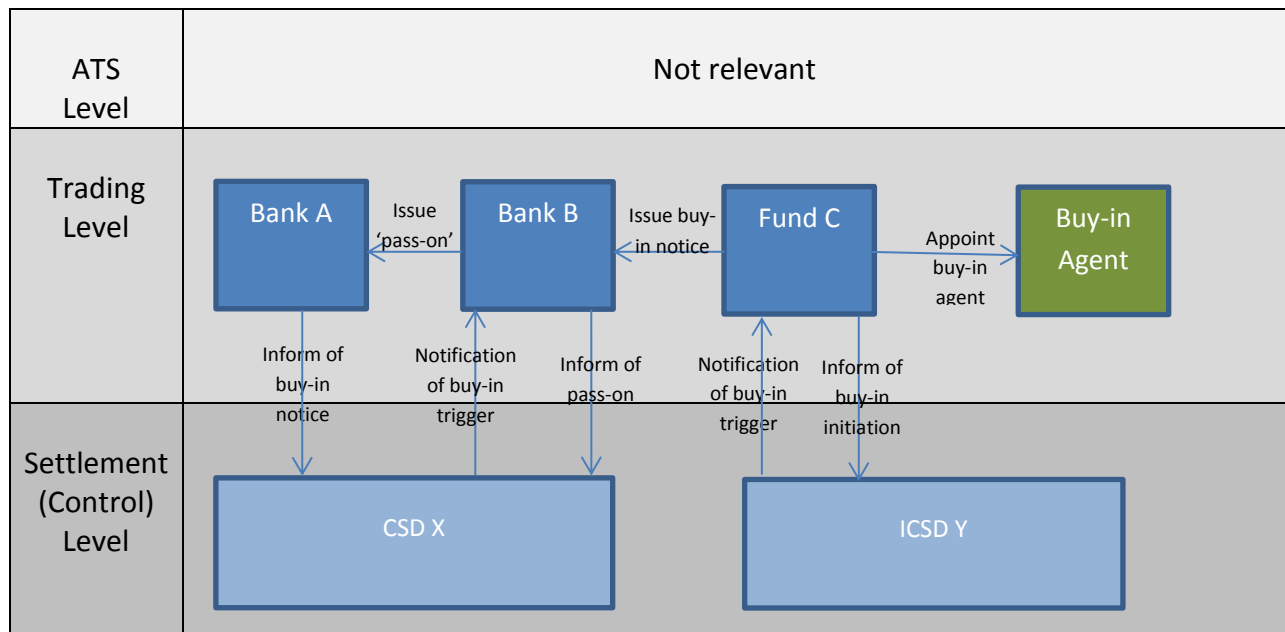 ATS
Level
Not relevant
Trading
Level
Bank A
Issue
‘pass-on’
Bank B
Issue buy-
in notice
Fund C
Appoint
buy-in
agent
Buy-in
Agent
Inform of
buy-in
notice
Notification
of buy-in
trigger
Inform of
pass-on
Notification
of buy-in
trigger
Inform of
buy-in
initiation
Settlement
(Control)
Level
CSD X
ICSD Y